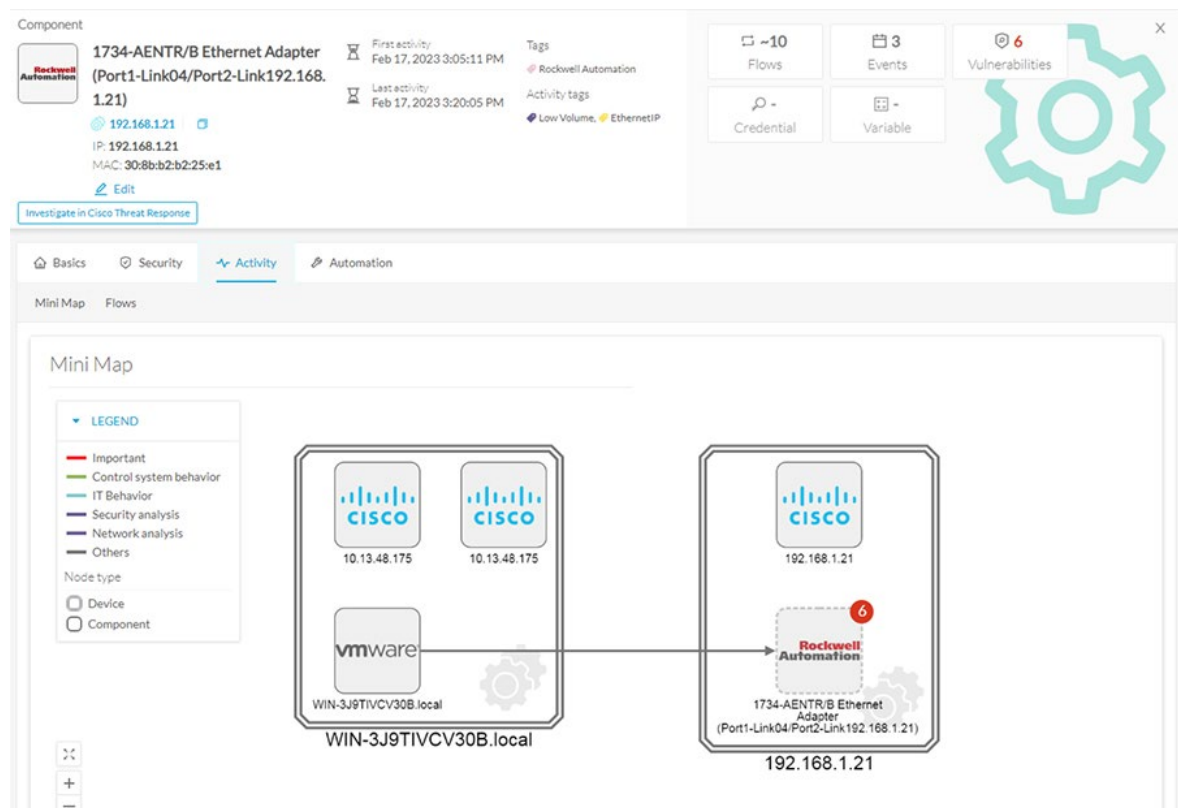 Component
Rockwell
Automation
1734-AENTR/B Ethernet Adapter
(Port1-Link04/Port2-Link192.168.
1.21)
192.168.1.21
IP: 192.168.1.21
MAC: 30:8b:b2:b2:25:e1
Edit
Investigate in Cisco Threat Response
First activity
Feb 17, 2023 3:05:11 PM
Last activity
Feb 17, 2023 3:20:05 PM
Tags
Rockwell Automation
Activity tags
Low Volume, EthernetIP
~10
Flows
3
Events
6
Vulnerabilities
-
Credential
-
Variable
X
Basics Security Activity Automation
Mini Map Flows
Mini Map
LEGEND
Important
Control system behavior
IT Behavior
Security analysis
Network analysis
Others
Node type
Device
Component
CISCO
10.13.48.175
CISCO
10.13.48.175
vmware
WIN-3J9TIVCV30B.local
WIN-3J9TIVCV30B.local
CISCO
192.168.1.21
6
Rockwell
Automation
1734-AENTR/B Ethernet
Adapter
(Port1-Link04/Port2-Link192.168.1.21)
192.168.1.21
+
−